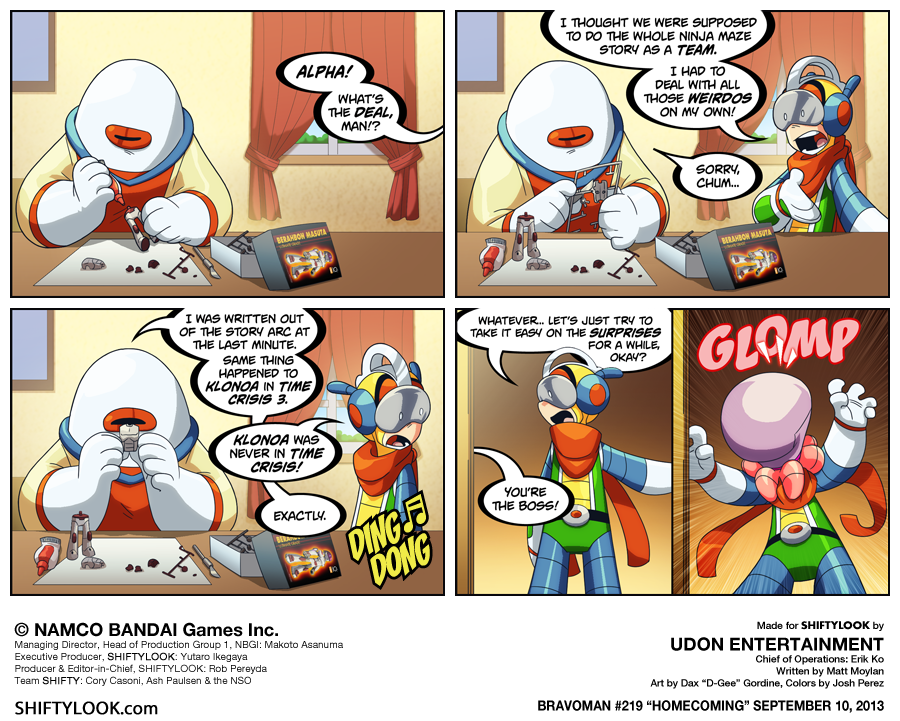 ALPHA!
WHAT'S
THE DEAL,
MAN!?
BERABOH MASUTA
I THOUGHT WE WERE SUPPOSED
TO DO THE WHOLE NINJA MAZE
STORY AS A TEAM.
I HAD TO
DEAL WITH ALL
THOSE WEIRDOS
ON MY OWN!
SORRY,
CHUM...
BERABOH MASUTA
I WAS WRITTEN OUT
OF THE STORY ARC AT
THE LAST MINUTE.
SAME THING
HAPPENED TO
KLONOA IN TIME
CRISIS 3.
KLONOA WAS
NEVER IN TIME
CRISIS!
EXACTLY.
DING
DONG
BERABOH MASUTA
WHATEVER... LET'S JUST TRY TO
TAKE IT EASY ON THE SURPRISES
FOR A WHILE,
OKAY?
YOU'RE
THE BOSS!
GLOMP
© NAMCO BANDAI Games Inc.
Managing Director, Head of Production Group 1, NBGI: Makoto Asanuma
Executive Producer, SHIFTYLOOK: Yutaro Ikegaya
Producer & Editor-in-Chief, SHIFTYLOOK: Rob Pereyda
Team SHIFTY: Cory Casoni, Ash Paulsen & the NSO
SHIFTYLOOK.com
Made for SHIFTYLOOK by
UDON ENTERTAINMENT
Chief of Operations: Erik Ko
Written by Matt Moylan
Art by Dax "D-Gee" Gordine, Colors by Josh Perez
BRAVOMAN #219 "HOMECOMING" SEPTEMBER 10, 2013